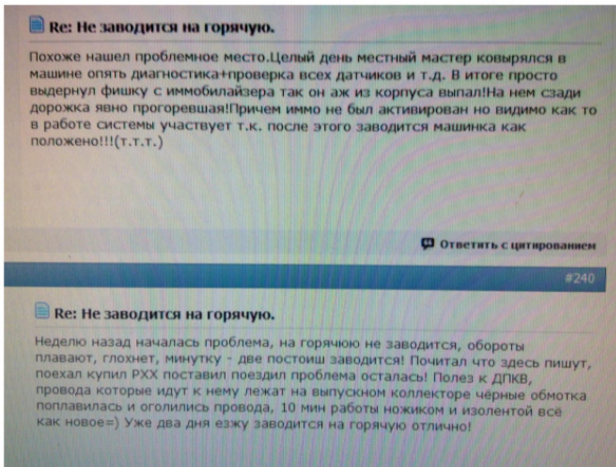 Re: Не заводится на горячую.
Похоже нашел проблемное место.Целый день местный мастер ковырялся в
машине опять диагностика+проверка всех датчиков и т.д. В итоге просто
выдернул фишку с иммобилайзера так он аж из корпуса выпал!На нем сзади
дорожка явно прогоревшая!Причем иммо не был активирован но видимо как то
в работе системы участвует т.к. после этого заводится машинка как
положено!!!(т.т.т.)
Ответить с цитированием
#240
Re: Не заводится на горячую.
Неделю назад началась проблема, на горячюю не заводится, обороты
плавают, глохнет, минутку - две постоиш заводится! Почитал что здесь пишут,
поехал купил РХХ поставил поездил проблема осталась! Полез к ДПКВ,
провода которые идут к нему лежат на выпускном коллекторе чёрные обмотка
поплавилась и оголились провода, 10 мин работы ножиком и изолентой всё
как новое=) Уже два дня езжу заводится на горячую отлично!